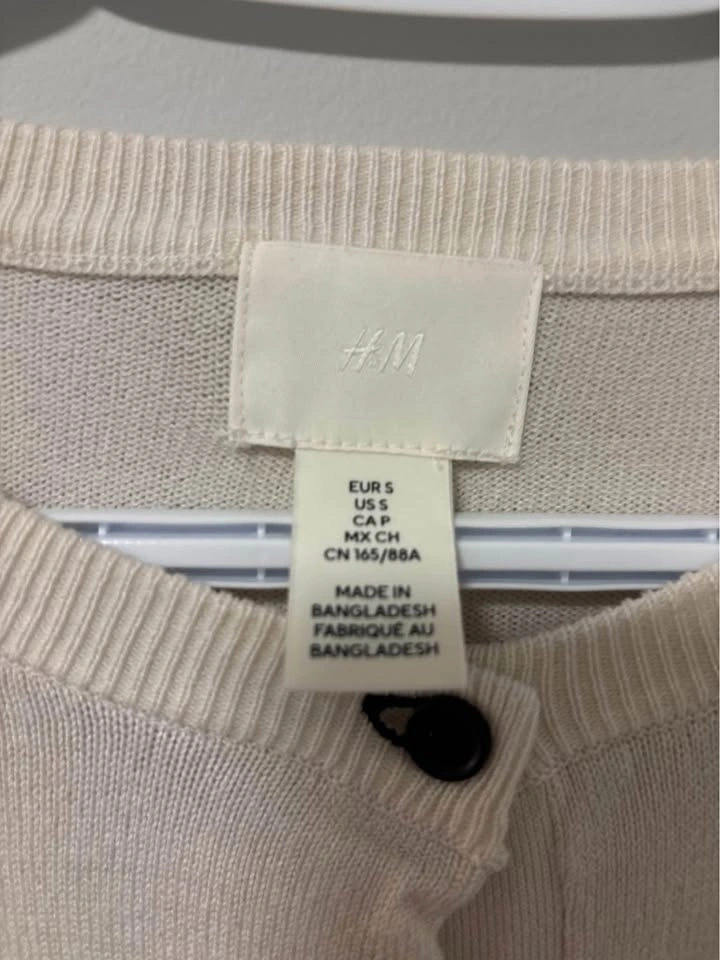 H&M
EUR S
US S
CA P
MX CH
CN 165/88A
MADE IN
BANGLADESH
FABRIQUÉ AU
BANGLADESH